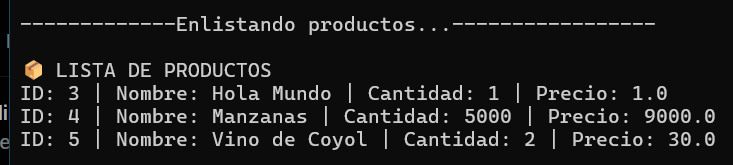 -------------Enlistando productos...-----------------
📦 LISTA DE PRODUCTOS
ID: 3 | Nombre: Hola Mundo | Cantidad: 1 | Precio: 1.0
ID: 4 | Nombre: Manzanas | Cantidad: 5000 | Precio: 9000.0
ID: 5 | Nombre: Vino de Coyol | Cantidad: 2 | Precio: 30.0